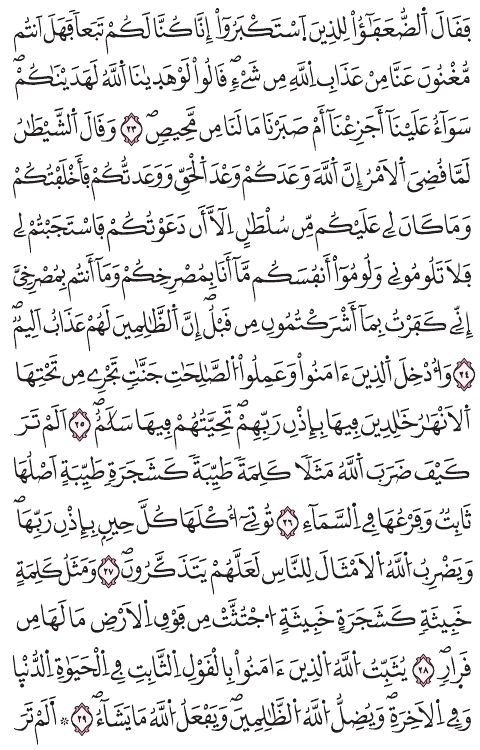 فَقَالَ اَ۬لضُّعَفَٰٓؤُاْ لِلذِينَ اَ۪سْتَكْبَرُوٓاْ إِنَّا كُنَّا لَكُمْ تَبَعاٗ فَهَلَ اَنتُم
مُّغْنُونَ عَنَّا مِنْ عَذَابِ اِ۬للَّهِ مِن شَےْءٖۖ قَالُواْ لَوْ هَد۪يٰنَا اَ۬للَّهُ لَهَدَيْنَٰكُمْۖ
سَوَآءٌ عَلَيْنَآ أَجَزِعْنَآ أَمْ صَبَرْنَا مَا لَنَا مِن مَّحِيصٖۖ ٢٣ وَقَالَ اَ۬لشَّيْطَٰنُ
لَمَّا قُضِيَ اَ۬لَامْرُ إِنَّ اَ۬للَّهَ وَعَدَكُمْ وَعْدَ اَ۬لْحَقِّ وَوَعَدتُّكُمْ فَأَخْلَفْتُكُمْ
وَمَا كَانَ لِے عَلَيْكُم مِّن سُلْطَٰنٍ اِلَّآ أَن دَعَوْتُكُمْ فَاسْتَجَبْتُمْ لِے
فَلَا تَلُومُونِے وَلُومُوٓاْ أَنفُسَكُم مَّآ أَنَا بِمُصْرِخِكُمْ وَمَآ أَنتُم بِمُصْرِخِيَّ
إِنِّے كَفَرْتُ بِمَآ أَشْرَكْتُمُونِ مِن قَبْلُۖ إِنَّ اَ۬لظَّٰلِمِينَ لَهُمْ عَذَابٌ اَلِيمٞۖ
٢٤ وَأُدْخِلَ اَ۬لذِينَ ءَامَنُواْ وَعَمِلُواْ اُ۬لصَّٰلِحَٰتِ جَنَّٰتٖ تَجْرِے مِن تَحْتِهَا
اَ۬لَانْهَٰرُ خَٰلِدِينَ فِيهَا بِإِذْنِ رَبِّهِمْۖ تَحِيَّتُهُمْ فِيهَا سَلَٰمٌۖ ٢٥ اَلَمْ تَرَ
كَيْفَ ضَرَبَ اَ۬للَّهُ مَثَلاٗ كَلِمَةٗ طَيِّبَةٗ كَشَجَرَةٖ طَيِّبَةٍ اَصْلُهَا
ثَابِتٞ وَفَرْعُهَا فِے اِ۬لسَّمَآءِ ٢٦ تُوتِےٓ أُكْلَهَا كُلَّ حِينِۢ بِإِذْنِ رَبِّهَاۖ
وَيَضْرِبُ اُ۬للَّهُ اُ۬لَامْثَالَ لِلنَّاسِ لَعَلَّهُمْ يَتَذَكَّرُونَۖ ٢٧ وَمَثَلُ كَلِمَةٍ
خَبِيثَةٖ كَشَجَرَةٍ خَبِيثَةٍ اُ۟جْتُثَّتْ مِن فَوْقِ اِ۬لَارْضِ مَا لَهَا مِن
قَر۪ارٖۖ ٢٨ يُثَبِّتُ اُ۬للَّهُ اُ۬لذِينَ ءَامَنُواْ بِالْقَوْلِ اِ۬لثَّابِتِ فِے اِ۬لْحَيَوٰةِ اِ۬لدُّنْي۪ا
وَفِے اِ۬لَاخِرَةِۖ وَيُضِلُّ اُ۬للَّهُ اُ۬لظَّٰلِمِينَۖ وَيَفْعَلُ اُ۬للَّهُ مَا يَشَآءُۖ ٢٩ ۞ أَلَمْ تَرَ